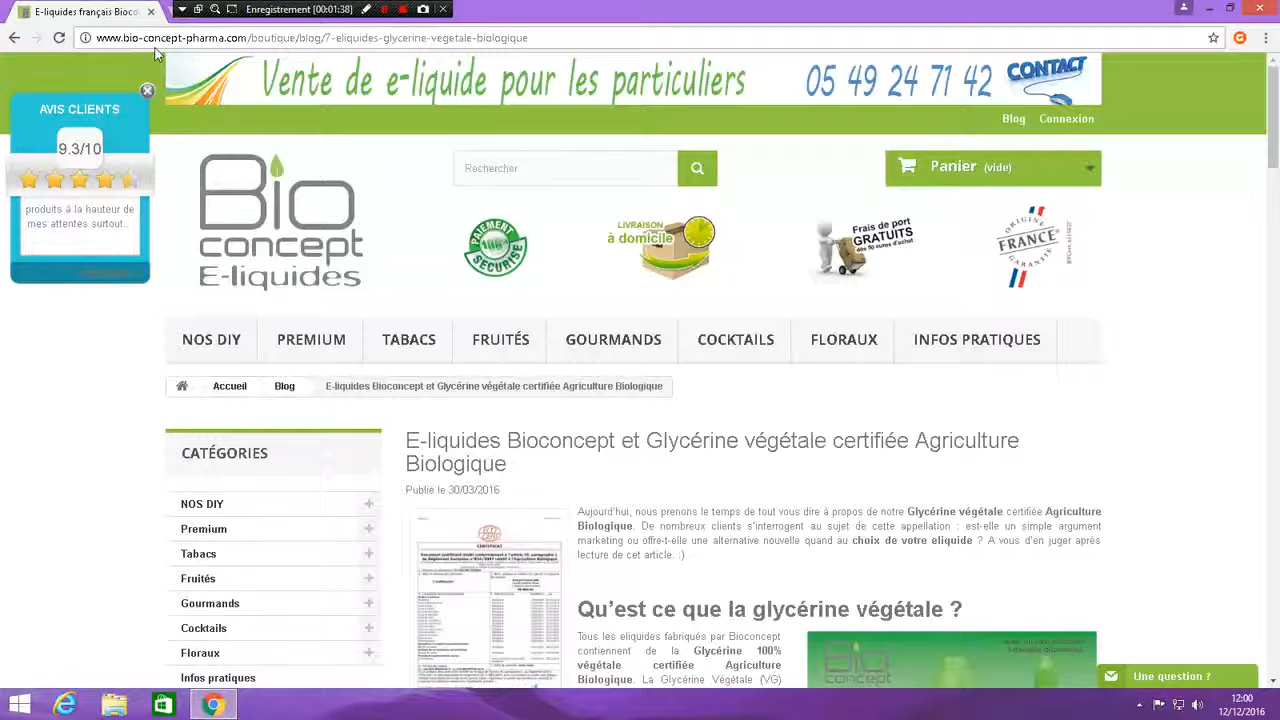 E-liquides français Bioco
Enregistrement [00:01:38]
www.bio-concept-pharma.com/boutique/blog/7-eliquides-glycerine-vegetale-biologique
Vente de e-liquide pour les particuliers 05 49 24 71 42 CONTACT
Blog Connexion
AVIS CLIENTS
9.3/10
produits à la hauteur de
mes attentes surtout...
Bio
concept
E-liquides
Rechercher
Panier (vide)
PAIEMENT
SÉCURISÉ
LIVRAISON
à domicile
Frais de port
GRATUITS
dès 50 euros d'achat
ORIGINE
FRANCE
GARANTIE
NOS DIY PREMIUM TABACS FRUITÉS GOURMANDS COCKTAILS FLORAUX INFOS PRATIQUES
Accueil Blog E-liquides Bioconcept et Glycérine végétale certifiée Agriculture Biologique
CATÉGORIES
NOS DIY
Premium
Tabacs
Fruités
Gourmands
Cocktails
Floraux
E-liquides Bioconcept et Glycérine végétale certifiée Agriculture
Biologique
Publié le 30/03/2016
Aujourd'hui, nous prenons le temps de tout vous dire à propos de notre Glycérine végétale certifiée Agriculture
Biologique. De nombreux clients s'interrogent au sujet de cette appellation : est-elle un simple argument
marketing ou offre-t-elle une alternative nouvelle quant au choix de votre eliquide ? A vous d'en juger après
lecture de cet article. :)
Qu'est ce que la glycérine végétale ?
eliquides
contiennent de la glycérine 100%
végétale certifiée Agriculture
Biologique. La Glycérine Végétale (VG)
Une question ?
12:00
12/12/2016